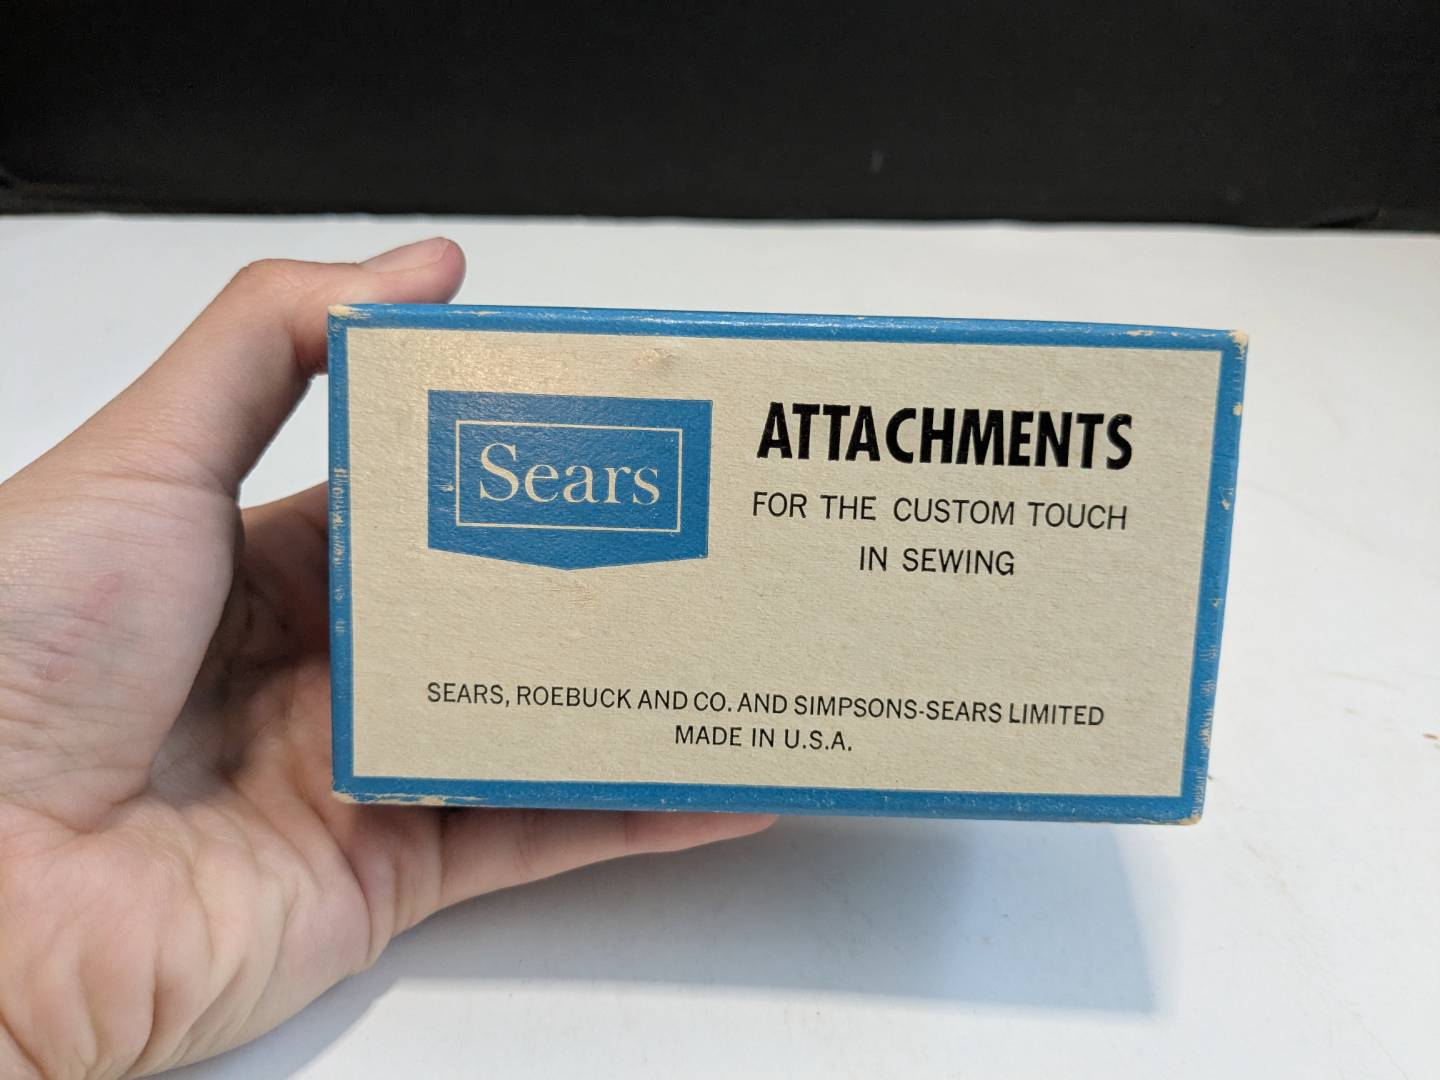 Sears
ATTACHMENTS
FOR THE CUSTOM TOUCH
IN SEWING
SEARS, ROEBUCK AND CO. AND SIMPSONS-SEARS LIMITED
MADE IN U.S.A.